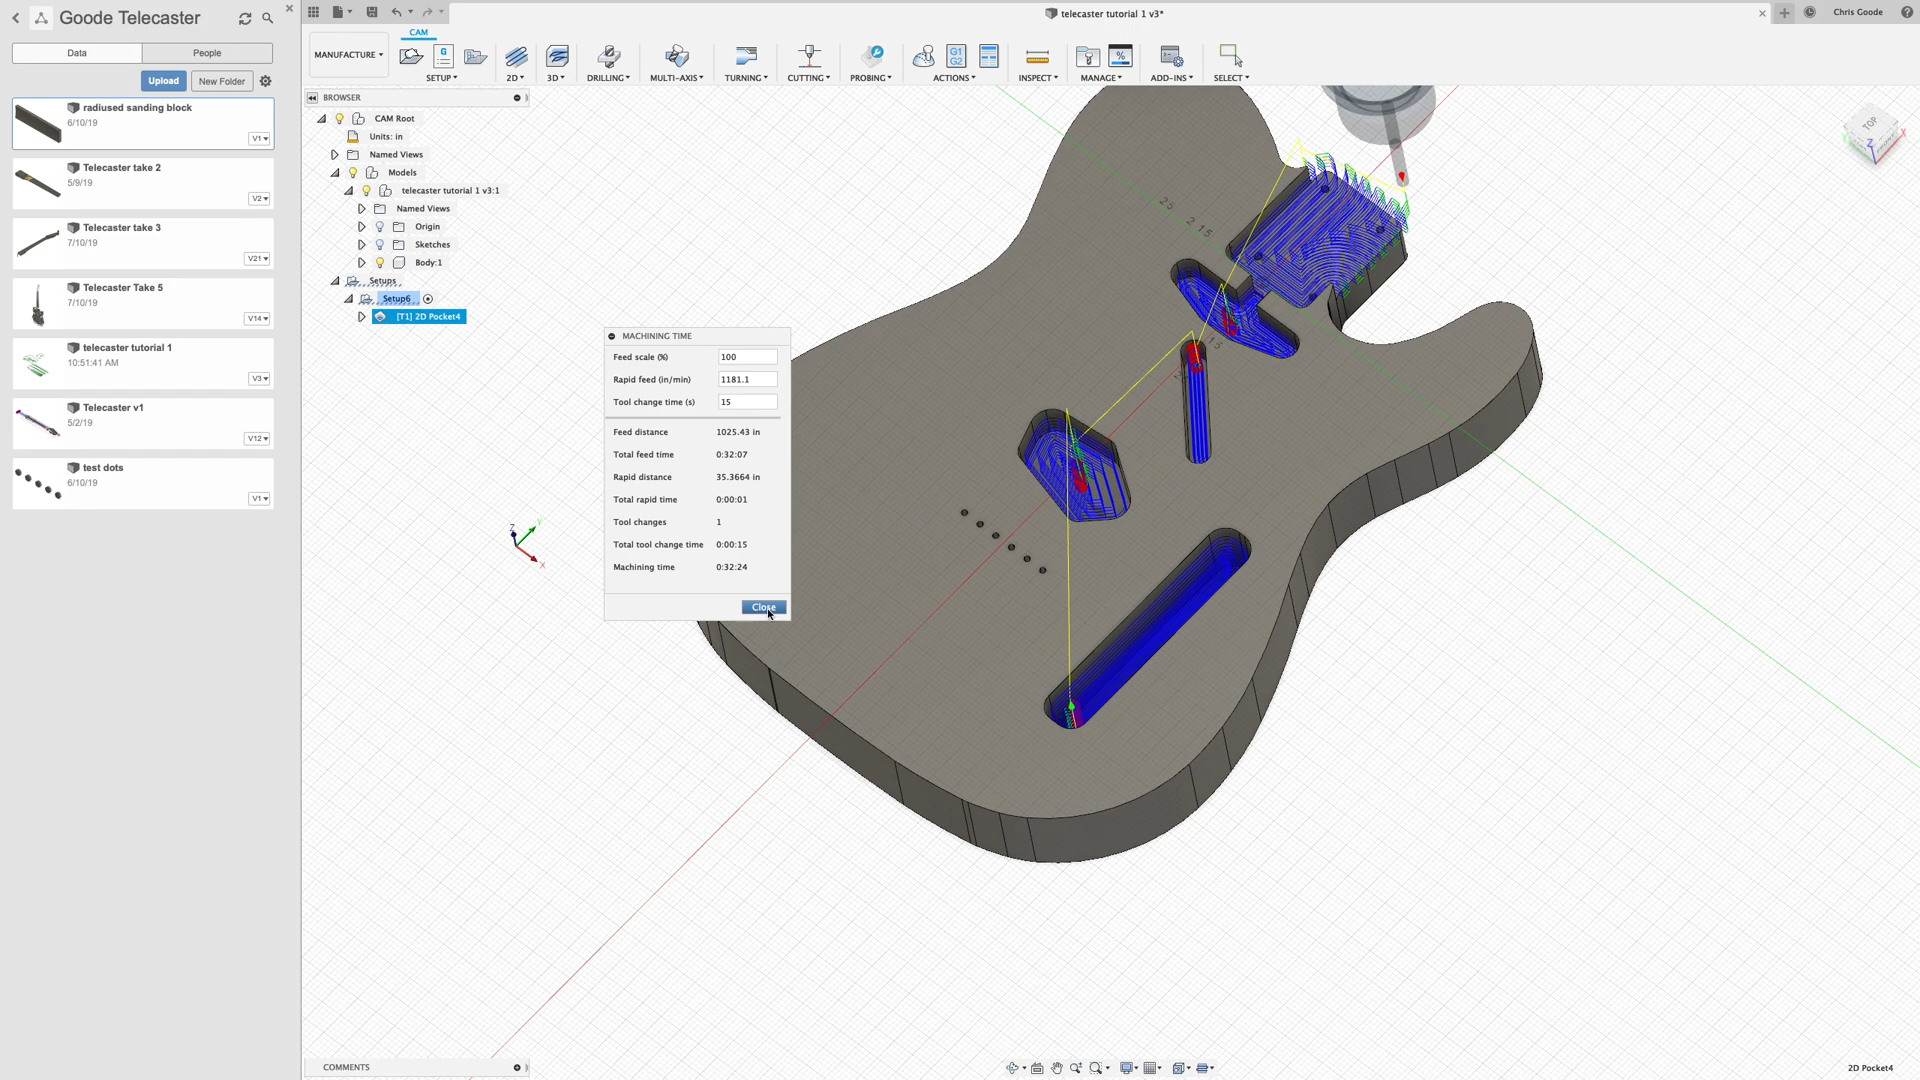 Goode Telecaster
telecaster tutorial 1 v3*
Chris Goode
Data
People
Upload
New Folder
radiused sanding block
6/10/19
V1
Telecaster take 2
5/9/19
V2
Telecaster take 3
7/10/19
V21
Telecaster Take 5
7/10/19
V14
telecaster tutorial 1
10:51:41 AM
V3
Telecaster v1
5/2/19
V12
test dots
6/10/19
V1
CAM
MANUFACTURE
G
G1
G2
%
SETUP
2D
3D
DRILLING
MULTI-AXIS
TURNING
CUTTING
PROBING
ACTIONS
INSPECT
MANAGE
ADD-INS
SELECT
BROWSER
CAM Root
Units: in
Named Views
Models
telecaster tutorial 1 v3:1
Named Views
Origin
Sketches
Body:1
Setups
Setup6
[T1] 2D Pocket4
MACHINING TIME
Feed scale (%) 100
Rapid feed (in/min) 1181.1
Tool change time (s) 15
Feed distance 1025.43 in
Total feed time 0:32:07
Rapid distance 35.3664 in
Total rapid time 0:00:01
Tool changes 1
Total tool change time 0:00:15
Machining time 0:32:24
Close
TOP
Z
X
Z
Y
X
COMMENTS
2D Pocket4